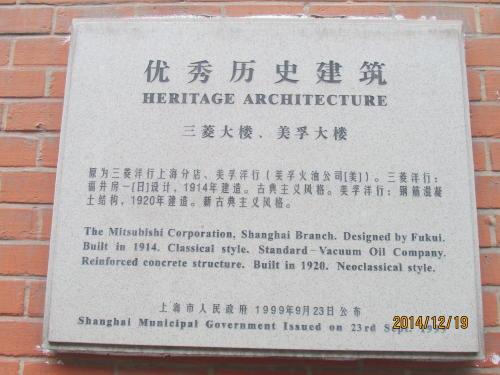 优秀历史建筑
HERITAGE ARCHITECTURE
三菱大楼、美孚大楼
原为三菱洋行上海分店、美孚洋行（美孚火油公司[美]）。三菱洋行：
福井房一[日]设计，1914年建造。古典主义风格。美孚洋行：钢筋混凝
土结构，1920年建造。新古典主义风格。
The Mitsubishi Corporation, Shanghai Branch. Designed by Fukui.
Built in 1914. Classical style. Standard-Vacuum Oil Company.
Reinforced concrete structure. Built in 1920. Neoclassical style.
上海市人民政府 1999年9月23日公布
Shanghai Municipal Government Issued on 23rd Sept. 1999
2014/12/19